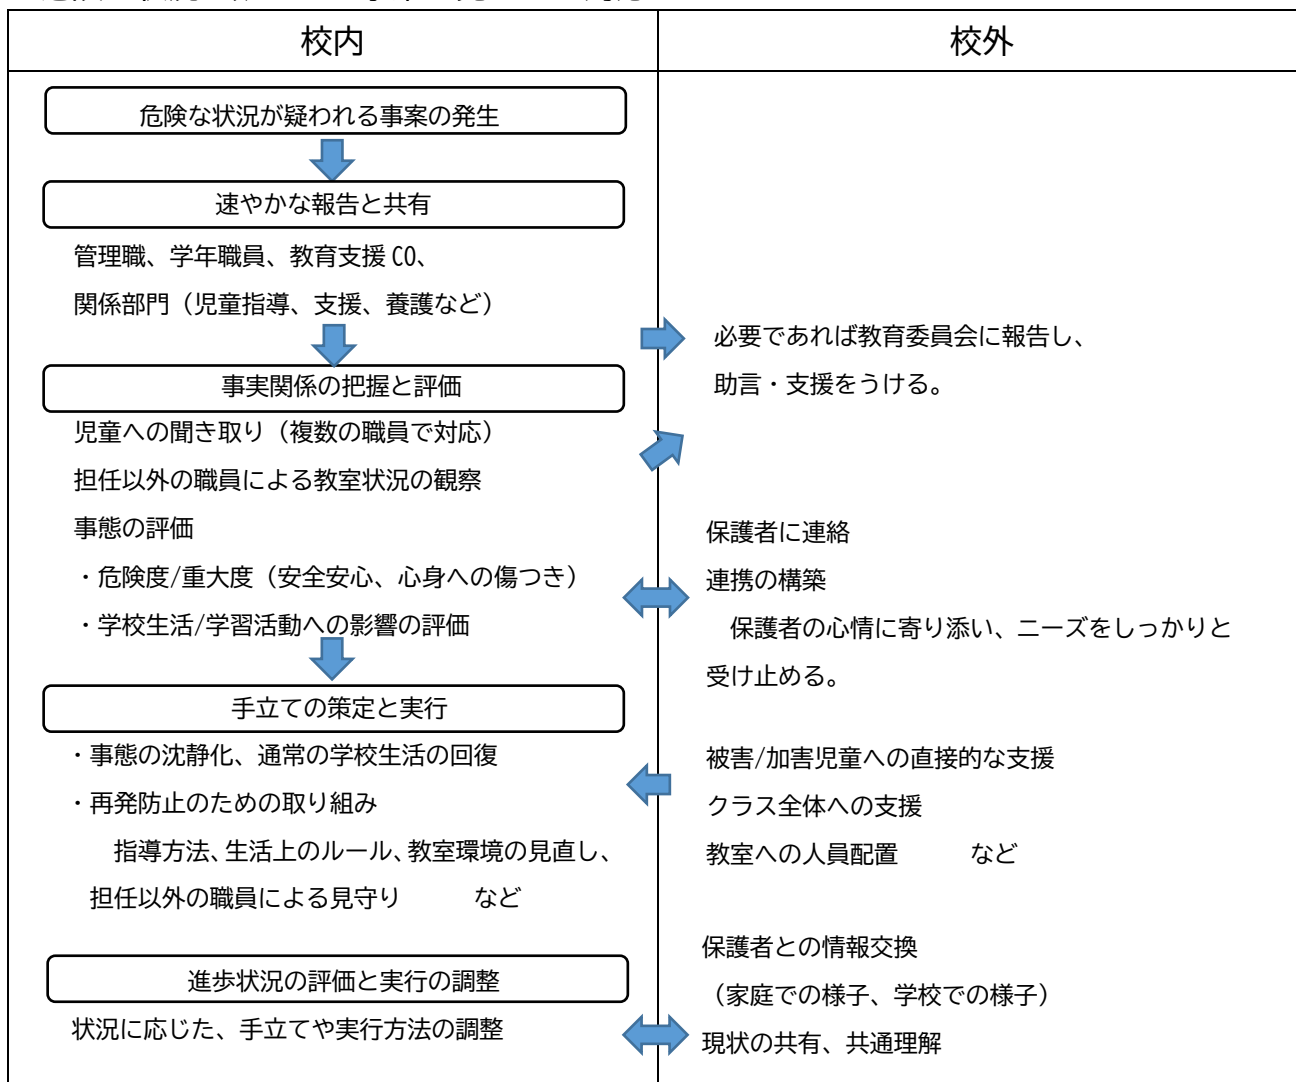 校内
校外
危険な状況が疑われる事案の発生
速やかな報告と共有
管理職、学年職員、教育支援 CO、
関係部門（児童指導、支援、養護など）
必要であれば教育委員会に報告し、
助言・支援をうける。
事実関係の把握と評価
児童への聞き取り（複数の職員で対応）
担任以外の職員による教室状況の観察
事態の評価
・危険度/重大度（安全安心、心身への傷つき）
・学校生活/学習活動への影響の評価
保護者に連絡
連携の構築
保護者の心情に寄り添い、ニーズをしっかりと
受け止める。
手立ての策定と実行
・事態の沈静化、通常の学校生活の回復
・再発防止のための取り組み
指導方法、生活上のルール、教室環境の見直し、
担任以外の職員による見守り　　　など
被害/加害児童への直接的な支援
クラス全体への支援
教室への人員配置　　　など
進歩状況の評価と実行の調整
状況に応じた、手立てや実行方法の調整
保護者との情報交換
（家庭での様子、学校での様子）
現状の共有、共通理解